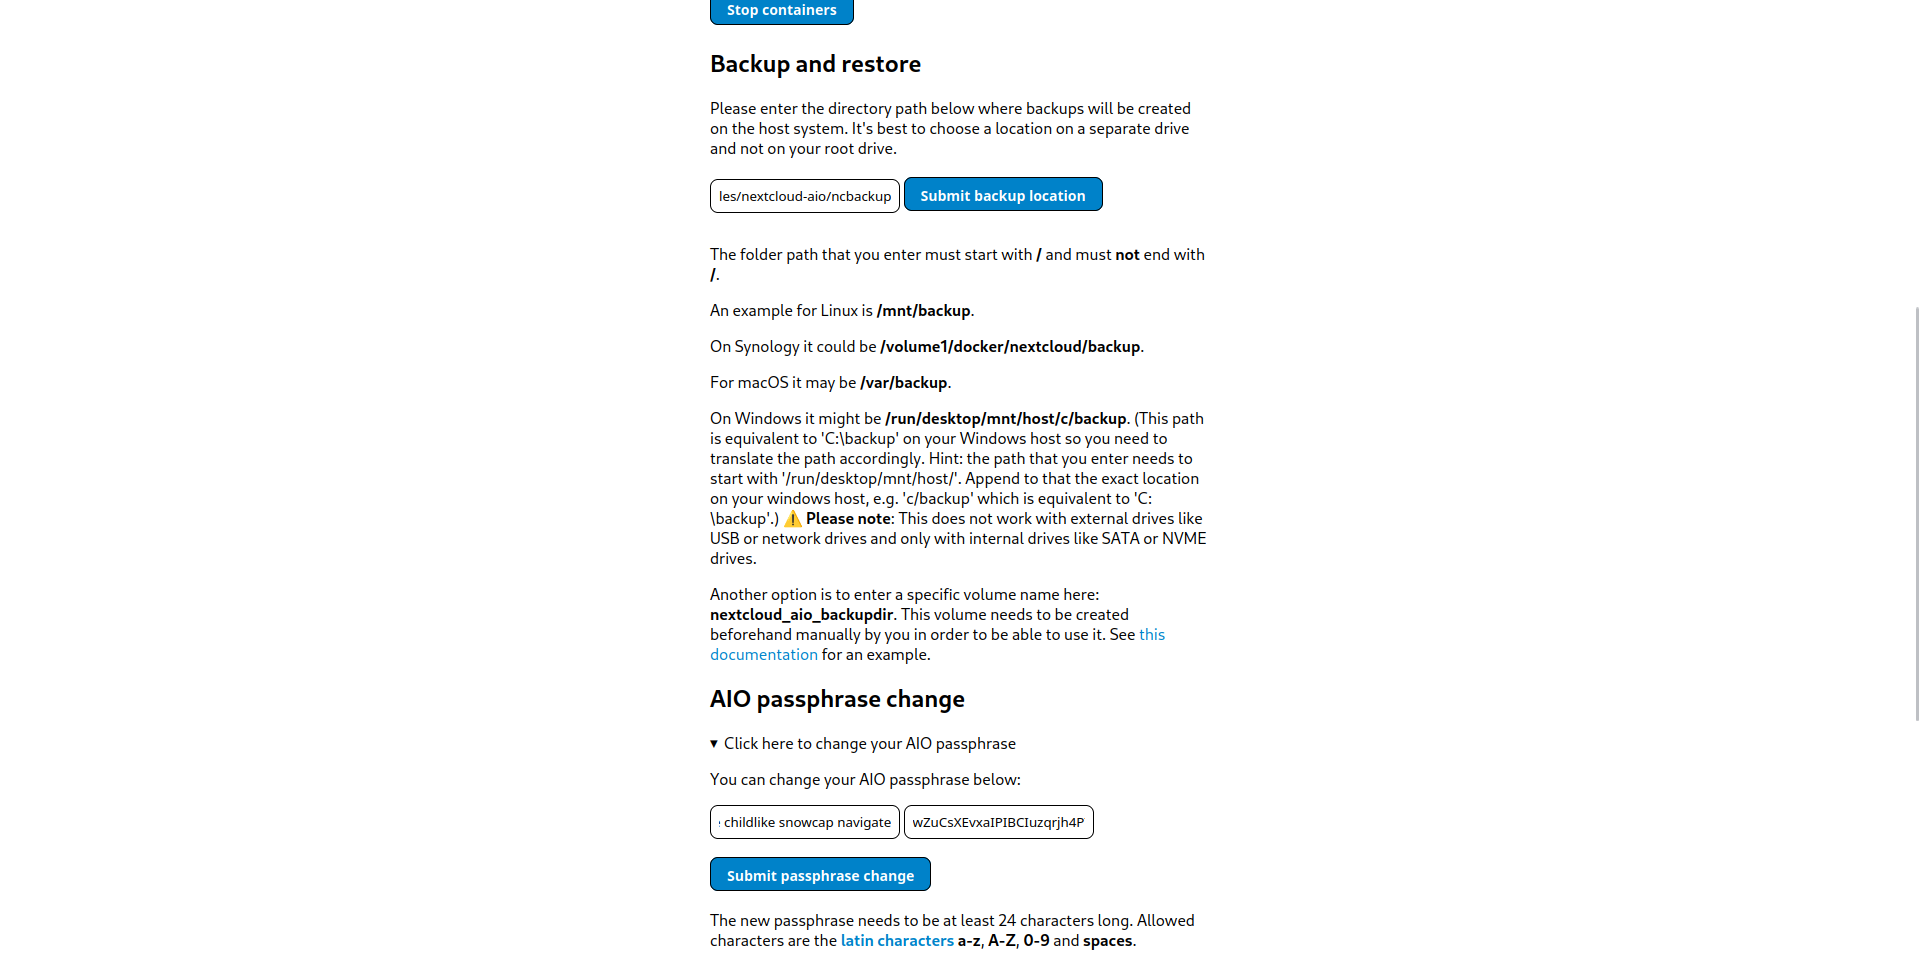 Stop containers
Backup and restore
Please enter the directory path below where backups will be created
on the host system. It's best to choose a location on a separate drive
and not on your root drive.
les/nextcloud-aio/ncbackup Submit backup location
The folder path that you enter must start with / and must not end with
/.
An example for Linux is /mnt/backup.
On Synology it could be /volume1/docker/nextcloud/backup.
For macOS it may be /var/backup.
On Windows it might be /run/desktop/mnt/host/c/backup. (This path
is equivalent to 'C:\backup' on your Windows host so you need to
translate the path accordingly. Hint: the path that you enter needs to
start with '/run/desktop/mnt/host/'. Append to that the exact location
on your windows host, e.g. 'c/backup' which is equivalent to 'C:
\backup'.) ⚠️ Please note: This does not work with external drives like
USB or network drives and only with internal drives like SATA or NVME
drives.
Another option is to enter a specific volume name here:
nextcloud_aio_backupdir. This volume needs to be created
beforehand manually by you in order to be able to use it. See this
documentation for an example.
AIO passphrase change
▾ Click here to change your AIO passphrase
You can change your AIO passphrase below:
childlike snowcap navigate wZuCsXEvxaIPIBCIuzqrjh4P
Submit passphrase change
The new passphrase needs to be at least 24 characters long. Allowed
characters are the latin characters a-z, A-Z, 0-9 and spaces.